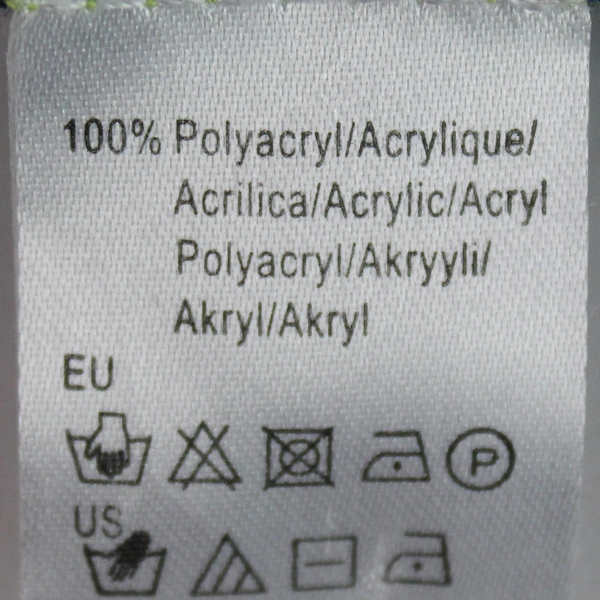 100% Polyacryl/Acrylique/
Acrilica/Acrylic/Acryl
Polyacryl/Akryyli/
Akryl/Akryl
EU
P
US